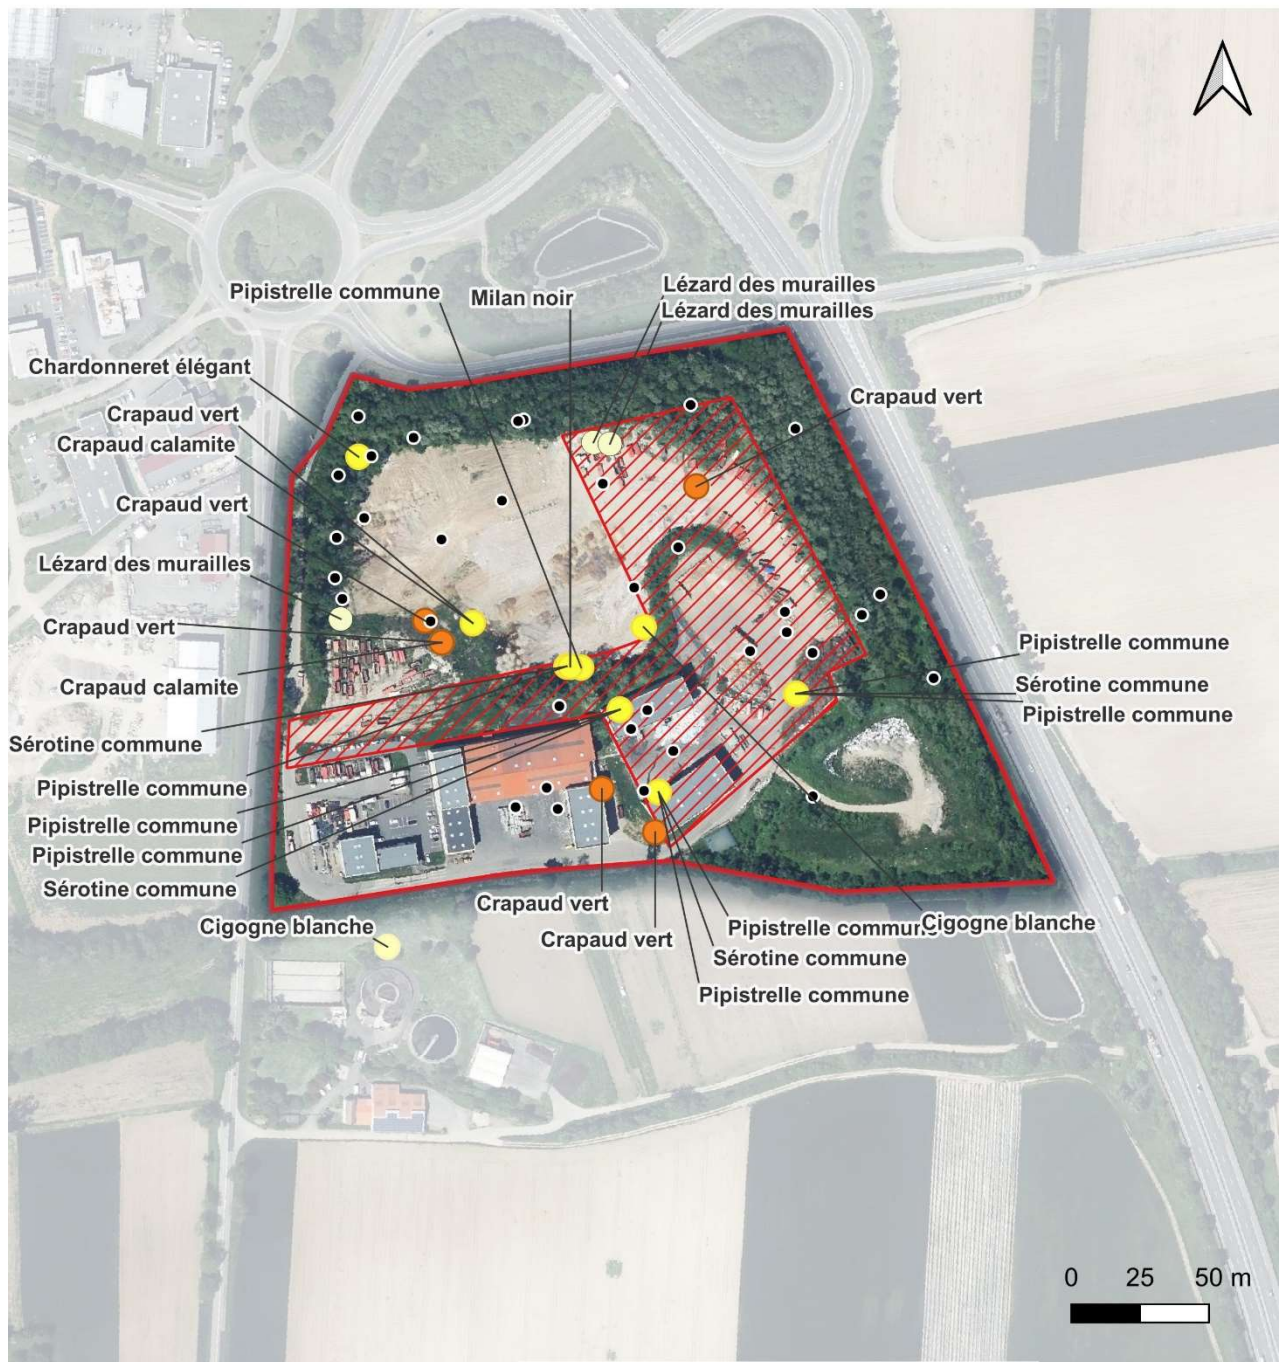 Lézard des murailles
Pipistrelle commune
Milan noir
Lézard des murailles
Chardonneret élégant
Crapaud vert
Crapaud vert
Crapaud calamite
Crapaud vert
Lézard des murailles
Crapaud vert
Pipistrelle commune
Crapaud calamite
Sérotine commune
Pipistrelle commune
Sérotine commune
Pipistrelle commune
Pipistrelle commune
Pipistrelle commune
Sérotine commune
Crapaud vert
Cigogne blanche
Pipistrelle commune
Cigogne blanche
Crapaud vert
Sérotine commune
Pipistrelle commune
0 25 50 m